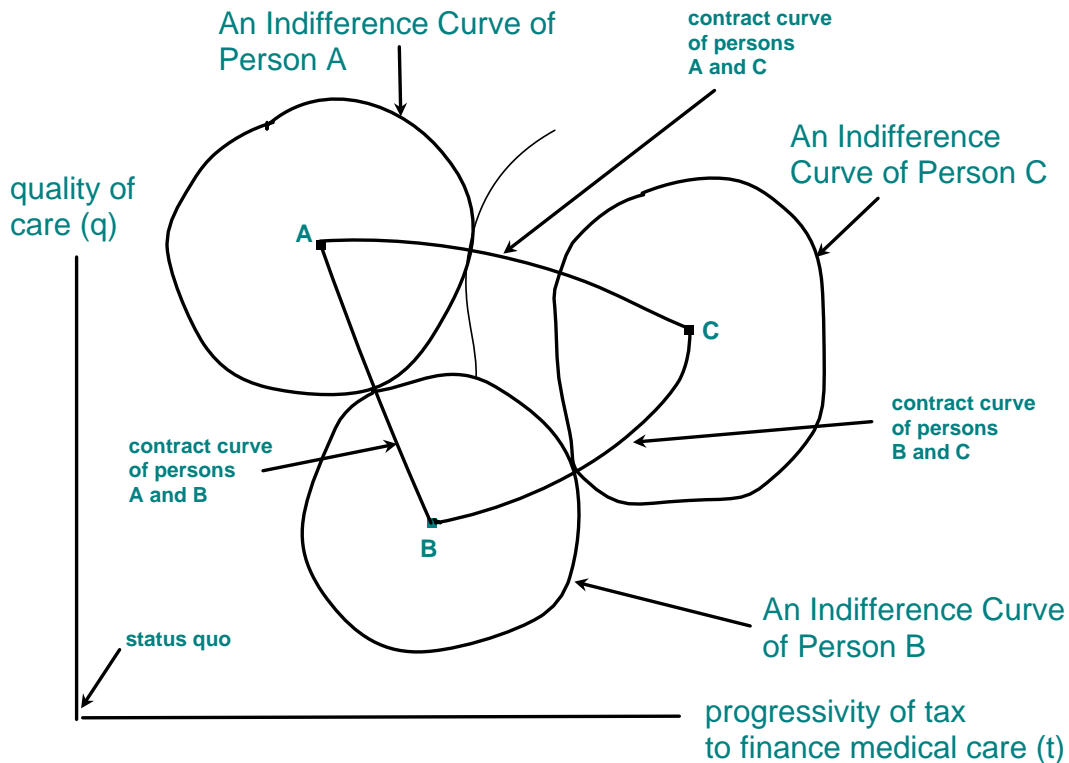 An Indifference Curve of
Person A
contract curve
of persons
A and C
An Indifference
Curve of Person C
quality of
care (q)
A
C
contract curve
of persons
B and C
contract curve
of persons
A and B
B
An Indifference Curve
of Person B
status quo
progressivity of tax
to finance medical care (t)